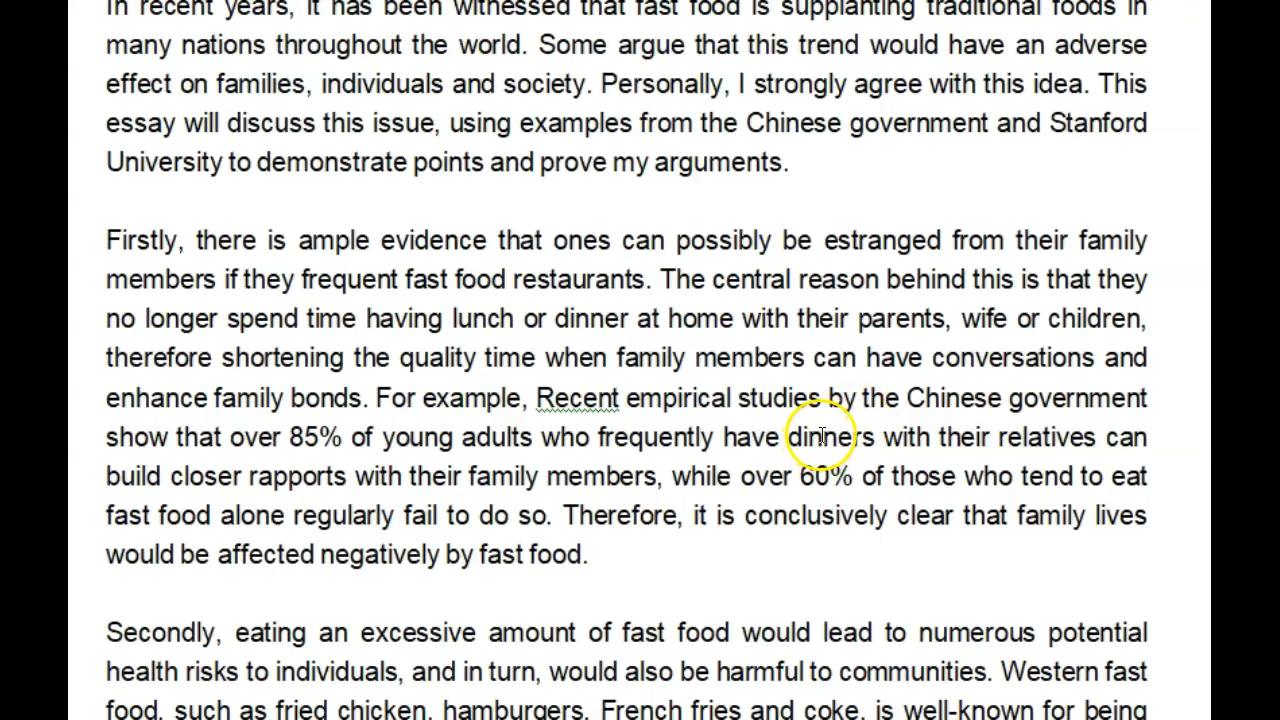 In recent years, it has been witnessed that fast food is supplanting traditional foods in
many nations throughout the world. Some argue that this trend would have an adverse
effect on families, individuals and society. Personally, I strongly agree with this idea. This
essay will discuss this issue, using examples from the Chinese government and Stanford
University to demonstrate points and prove my arguments.
Firstly, there is ample evidence that ones can possibly be estranged from their family
members if they frequent fast food restaurants. The central reason behind this is that they
no longer spend time having lunch or dinner at home with their parents, wife or children,
therefore shortening the quality time when family members can have conversations and
enhance family bonds. For example, Recent empirical studies by the Chinese government
show that over 85% of young adults who frequently have dinners with their relatives can
build closer rapports with their family members, while over 60% of those who tend to eat
fast food alone regularly fail to do so. Therefore, it is conclusively clear that family lives
would be affected negatively by fast food.
Secondly, eating an excessive amount of fast food would lead to numerous potential
health risks to individuals, and in turn, would also be harmful to communities. Western fast
food, such as fried chicken, hamburgers, French fries and coke, is well-known for being